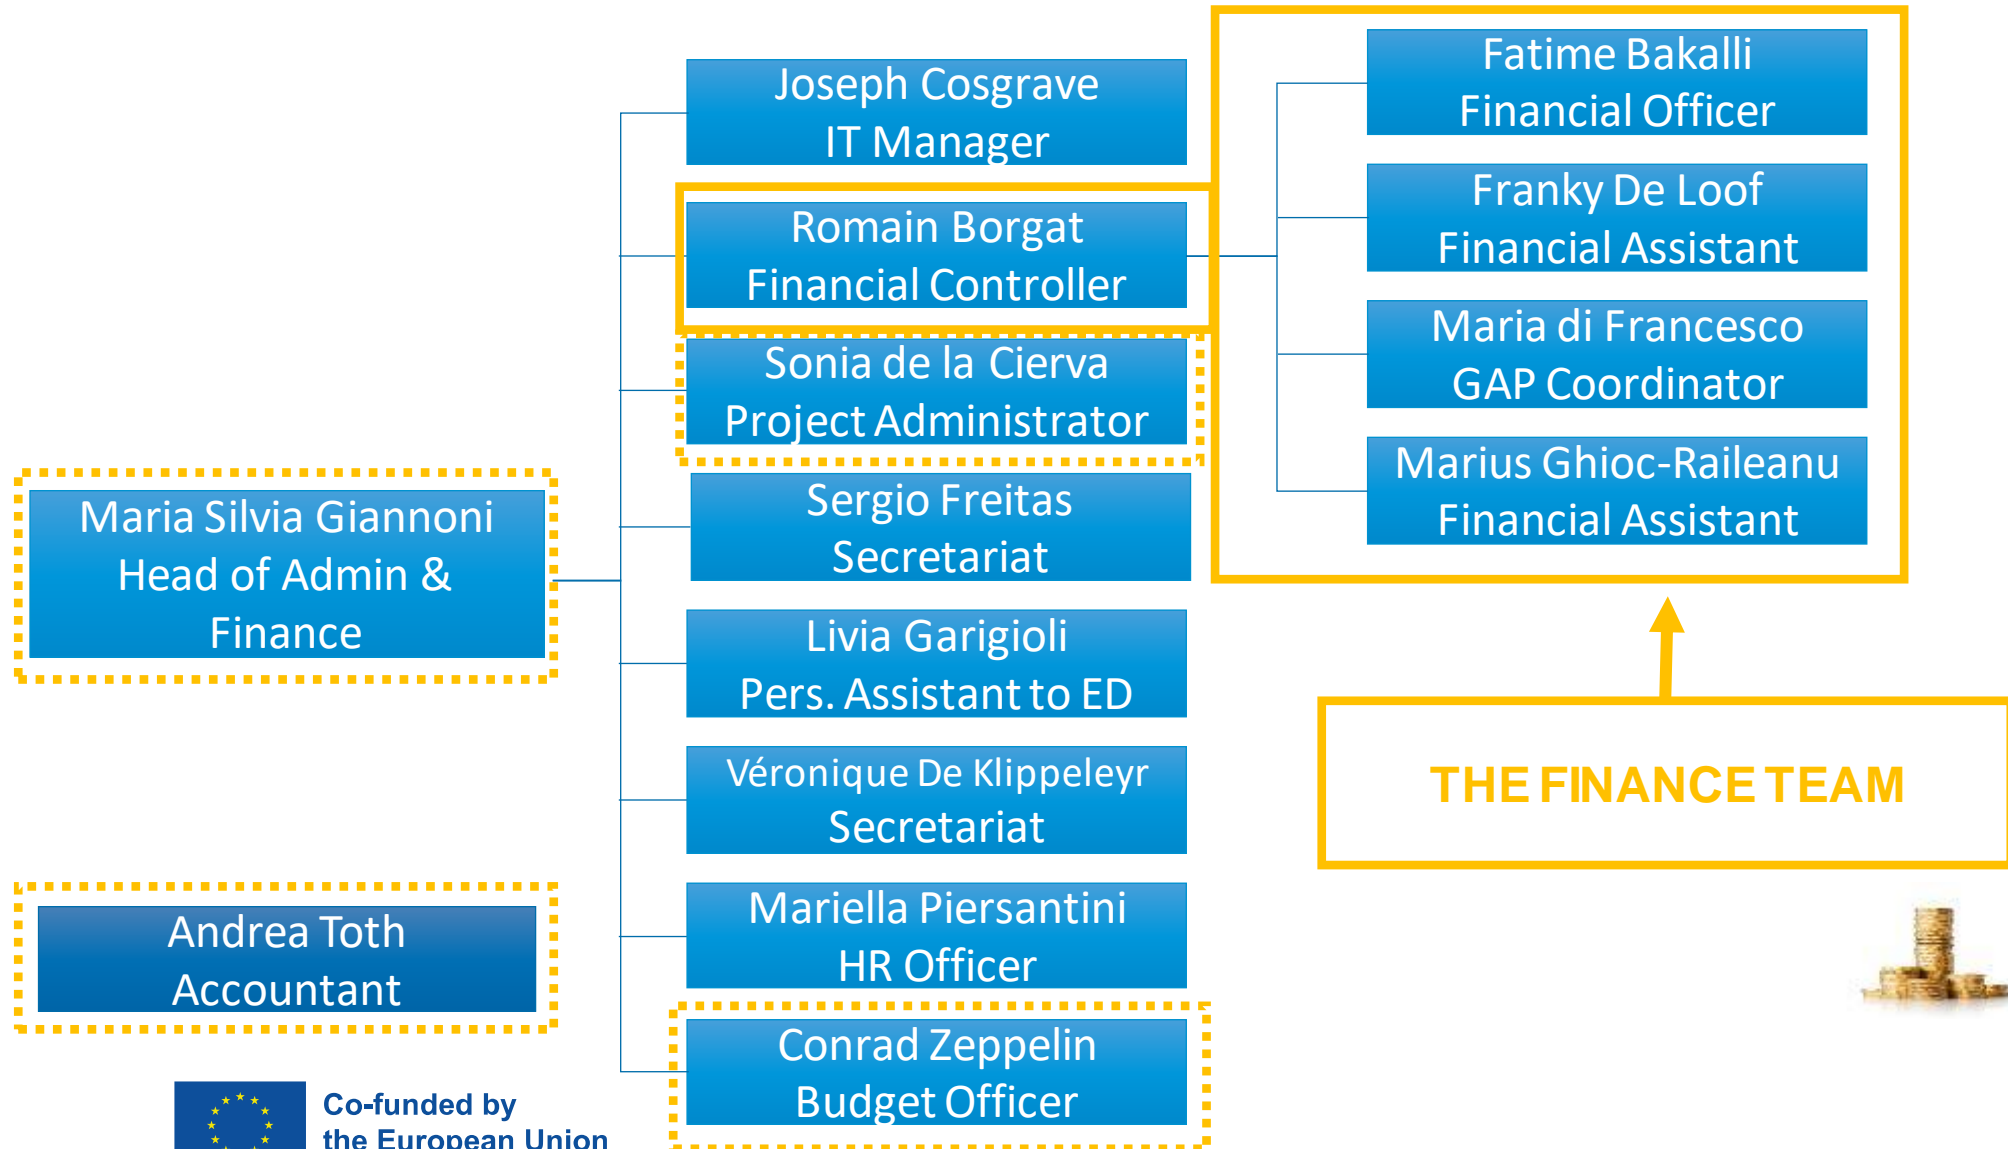 Joseph Cosgrave
IT Manager
Romain Borgat
Financial Controller
Sonia de la Cierva
Project Administrator
Sergio Freitas
Secretariat
Livia Garigioli
Pers. Assistant to ED
Véronique De Klippeleyr
Secretariat
Mariella Piersantini
HR Officer
Conrad Zeppelin
Budget Officer
Maria Silvia Giannoni
Head of Admin &
Finance
Andrea Toth
Accountant
Fatime Bakalli
Financial Officer
Franky De Loof
Financial Assistant
Maria di Francesco
GAP Coordinator
Marius Ghioc-Raileanu
Financial Assistant
THE FINANCE TEAM
Co-funded by
the European Union